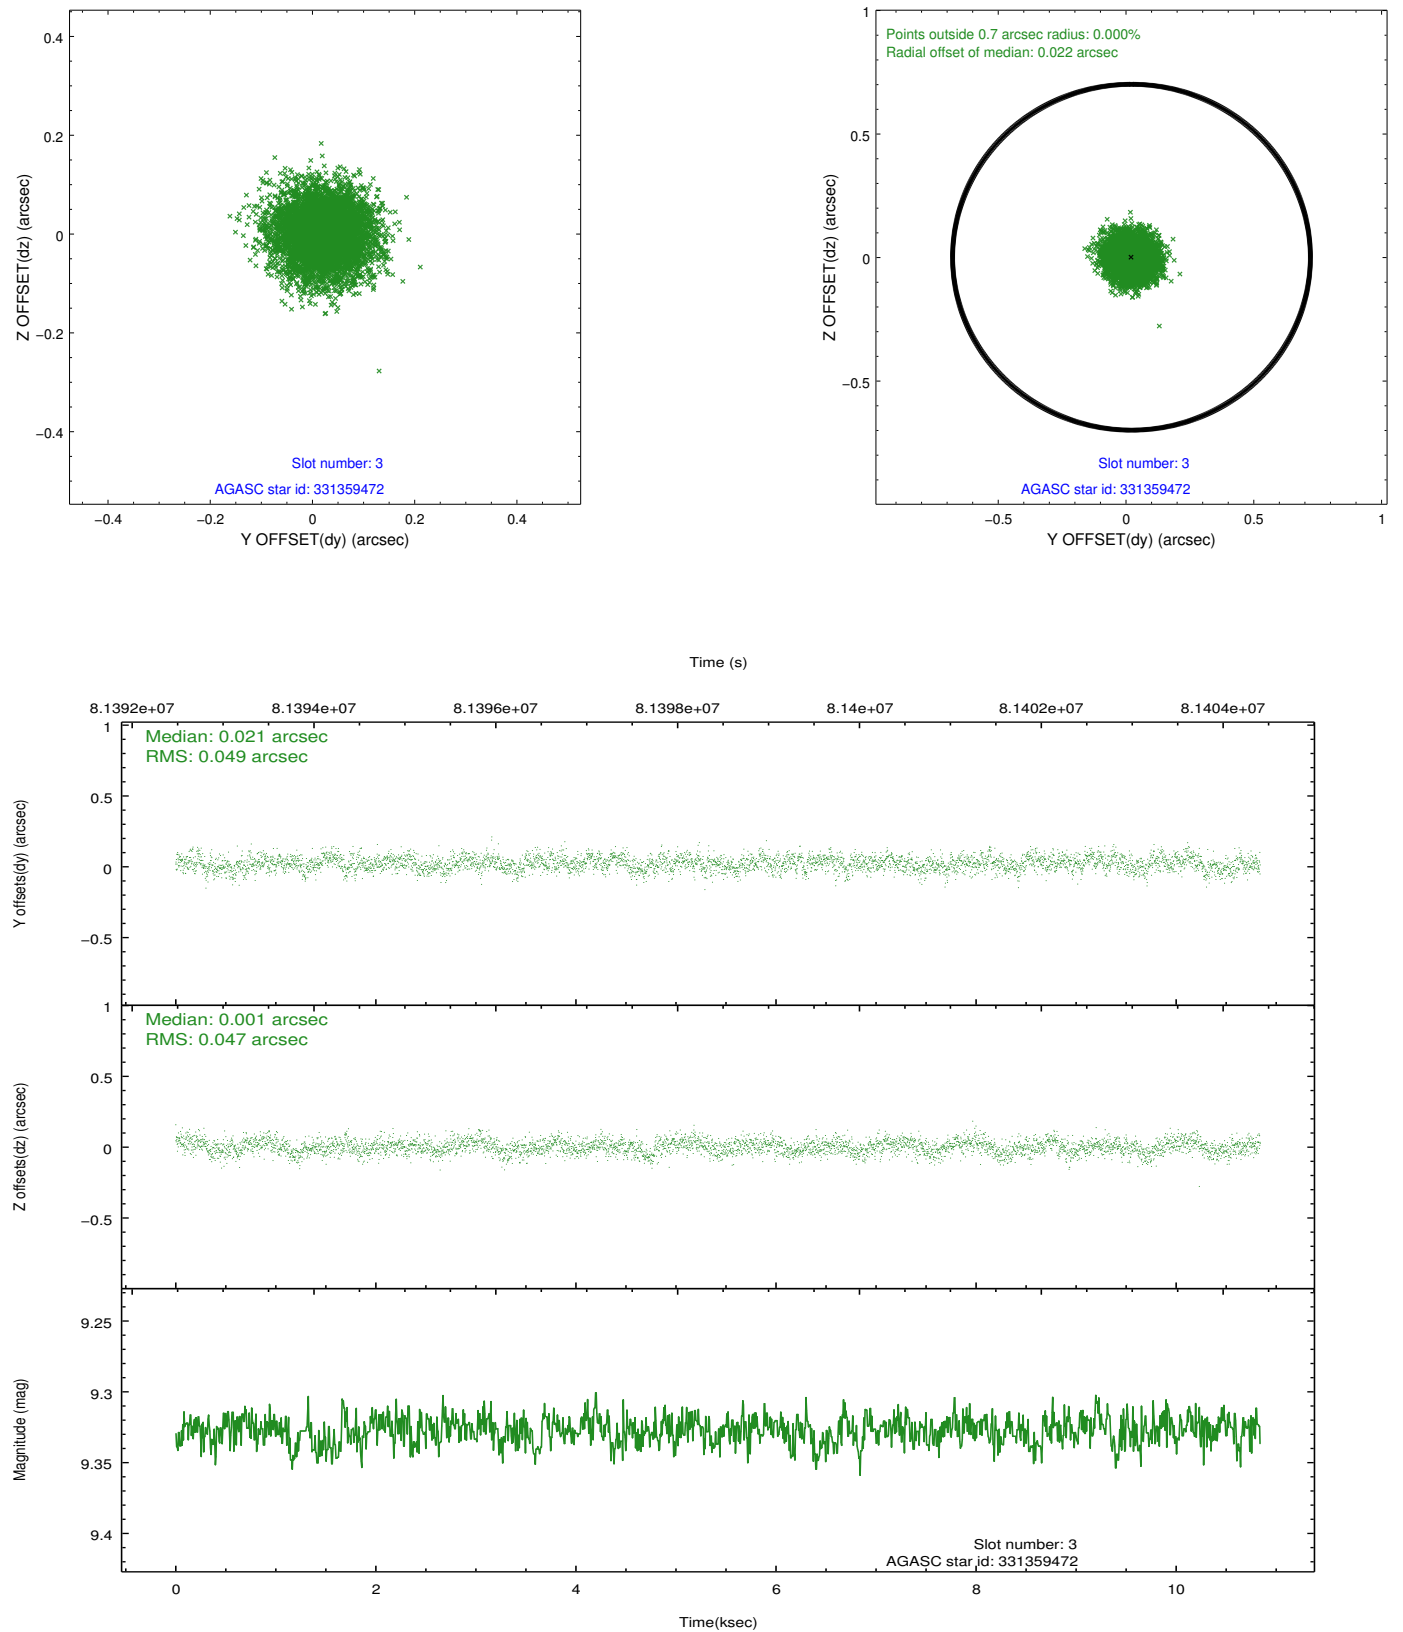 0.4
0.2
0
−0.2
−0.4
Z OFFSET(dz) (arcsec)
Slot number: 3
AGASC star id: 331359472
−0.4 −0.2 0 0.2 0.4
Y OFFSET(dy) (arcsec)
1
0.5
0
−0.5
Z OFFSET(dz) (arcsec)
Points outside 0.7 arcsec radius: 0.000%
Radial offset of median: 0.022 arcsec
Slot number: 3
AGASC star id: 331359472
−0.5 0 0.5 1
Y OFFSET(dy) (arcsec)
Time (s)
8.1392e+07 8.1394e+07 8.1396e+07 8.1398e+07 8.14e+07 8.1402e+07 8.1404e+07
1
0.5
0
−0.5
Y offsets(dy) (arcsec)
Median: 0.021 arcsec
RMS: 0.049 arcsec
1
0.5
0
−0.5
Z offsets(dz) (arcsec)
Median: 0.001 arcsec
RMS: 0.047 arcsec
9.25
9.3
9.35
9.4
Magnitude (mag)
Slot number: 3
AGASC star id: 331359472
0 2 4 6 8 10
Time(ksec)